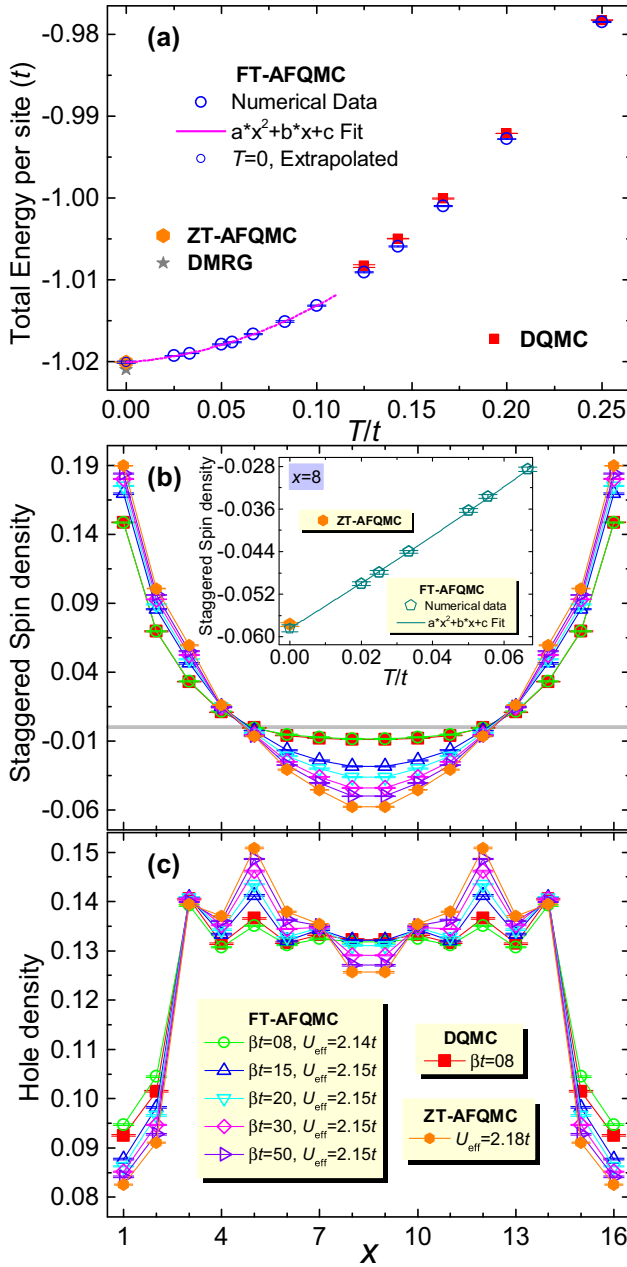 (a)
FT-AFQMC
Numerical Data
a*x²+b*x+c Fit
T=0, Extrapolated
ZT-AFQMC
DMRG
DQMC
Total Energy per site (t)
-0.98
-0.99
-1.00
-1.01
-1.02
0.00 0.05 0.10 0.15 0.20 0.25
T/t
(b)
x=8
ZT-AFQMC
FT-AFQMC
Numerical data
a*x²+b*x+c Fit
Staggered Spin density
-0.028
-0.036
-0.044
-0.052
-0.060
0.00 0.02 0.04 0.06
T/t
Staggered Spin density
0.19
0.14
0.09
0.04
-0.01
-0.06
(c)
FT-AFQMC
βt=08, Ueff=2.14t
βt=15, Ueff=2.15t
βt=20, Ueff=2.15t
βt=30, Ueff=2.15t
βt=50, Ueff=2.15t
DQMC
βt=08
ZT-AFQMC
Ueff=2.18t
Hole density
0.15
0.14
0.13
0.12
0.11
0.10
0.09
0.08
1 4 7 10 13 16
X